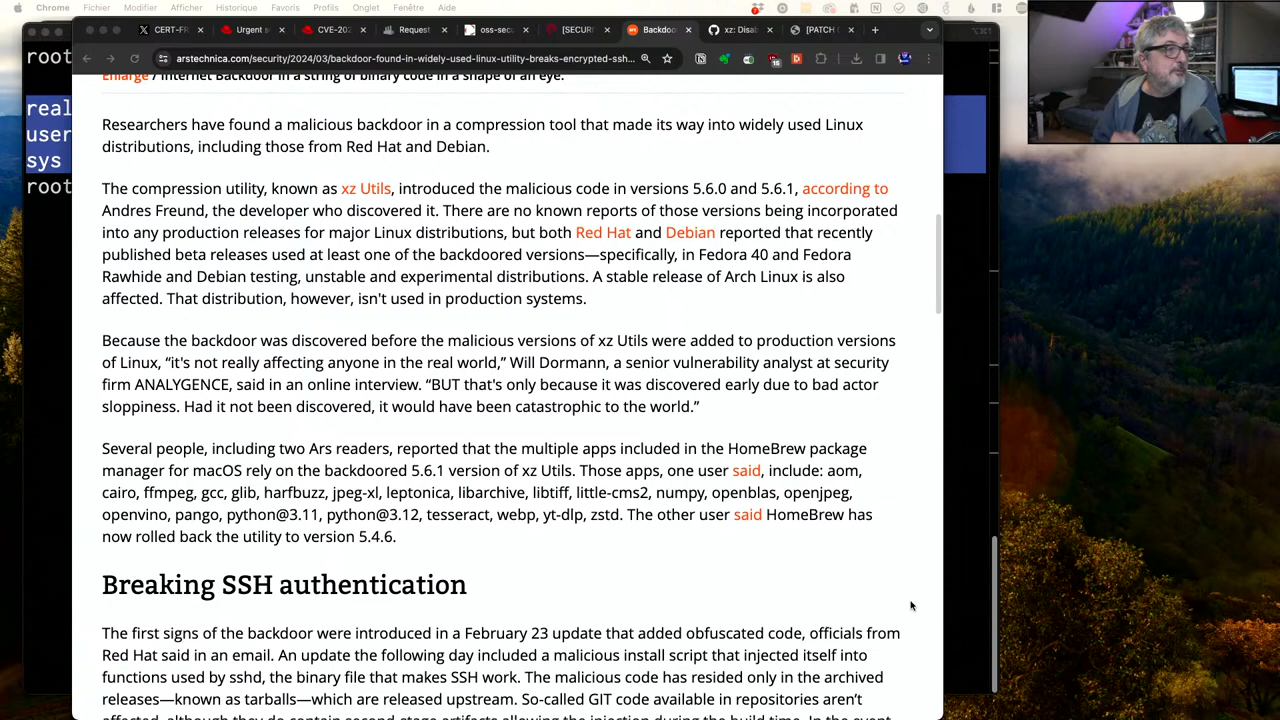 Chrome Fichier Modifier Afficher Historique Favoris Profils Onglet Fenêtre Aide
CERT-FR Urgent s CVE-202 Request oss-secu [SECURI Backdoo xz: Disab [PATCH
arstechnica.com/security/2024/03/backdoor-found-in-widely-used-linux-utility-breaks-encrypted-ssh...
root
real
user
sys
root
Enlarge / Internet Backdoor in a string of binary code in a shape of an eye.
Researchers have found a malicious backdoor in a compression tool that made its way into widely used Linux
distributions, including those from Red Hat and Debian.
The compression utility, known as xz Utils, introduced the malicious code in versions 5.6.0 and 5.6.1, according to
Andres Freund, the developer who discovered it. There are no known reports of those versions being incorporated
into any production releases for major Linux distributions, but both Red Hat and Debian reported that recently
published beta releases used at least one of the backdoored versions—specifically, in Fedora 40 and Fedora
Rawhide and Debian testing, unstable and experimental distributions. A stable release of Arch Linux is also
affected. That distribution, however, isn't used in production systems.
Because the backdoor was discovered before the malicious versions of xz Utils were added to production versions
of Linux, “it's not really affecting anyone in the real world,” Will Dormann, a senior vulnerability analyst at security
firm ANALYGENCE, said in an online interview. “BUT that's only because it was discovered early due to bad actor
sloppiness. Had it not been discovered, it would have been catastrophic to the world.”
Several people, including two Ars readers, reported that the multiple apps included in the HomeBrew package
manager for macOS rely on the backdoored 5.6.1 version of xz Utils. Those apps, one user said, include: aom,
cairo, ffmpeg, gcc, glib, harfbuzz, jpeg-xl, leptonica, libarchive, libtiff, little-cms2, numpy, openblas, openjpeg,
openvino, pango, python@3.11, python@3.12, tesseract, webp, yt-dlp, zstd. The other user said HomeBrew has
now rolled back the utility to version 5.4.6.
Breaking SSH authentication
The first signs of the backdoor were introduced in a February 23 update that added obfuscated code, officials from
Red Hat said in an email. An update the following day included a malicious install script that injected itself into
functions used by sshd, the binary file that makes SSH work. The malicious code has resided only in the archived
releases—known as tarballs—which are released upstream. So-called GIT code available in repositories aren’t
affected, although they do contain second-stage artifacts allowing the injection during the build time. In the event